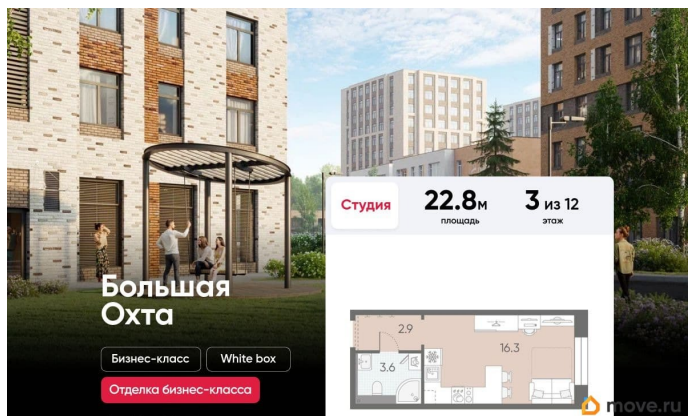 Студия
22.8м
площадь
3 из 12
этаж
Большая
Охта
Бизнес-класс
White box
Отделка бизнес-класса
2.9
3.6
16.3
move.ru